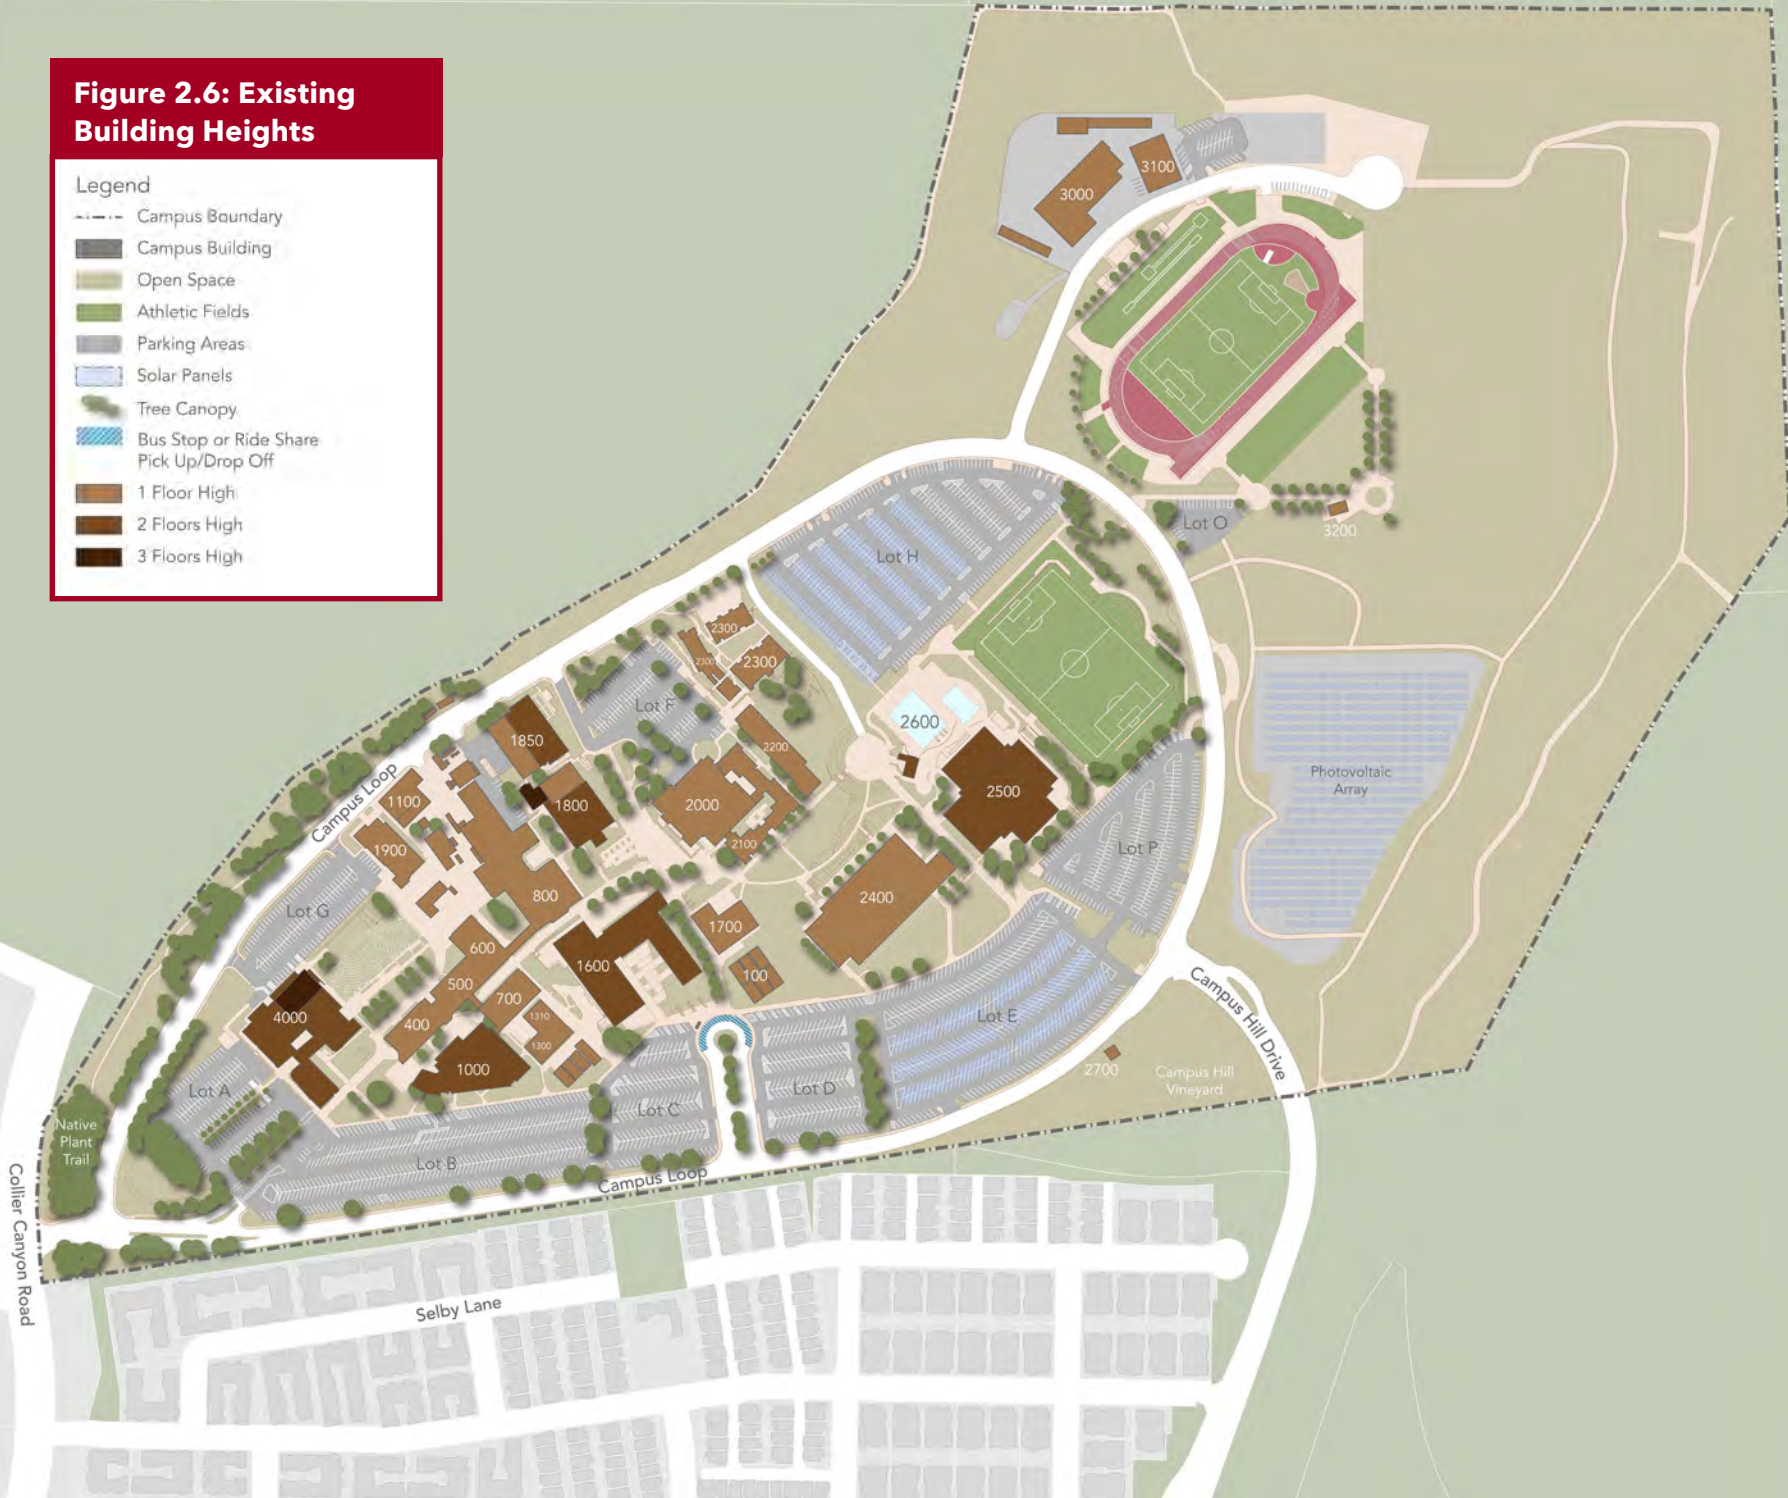 Figure 2.6: Existing
Building Heights
Legend
Campus Boundary
Campus Building
Open Space
Athletic Fields
Parking Areas
Solar Panels
Tree Canopy
Bus Stop or Ride Share
Pick Up/Drop Off
1 Floor High
2 Floors High
3 Floors High
3100
3000
Lot O
3200
Lot H
2300
2300
2300
Lot F
2600
1850
2200
Photovoltaic
Array
2500
1100
1800
2000
Campus Loop
2100
1900
Lot P
800
2400
Lot G
1700
600
1600
100
500
700
Campus Hill Drive
4000
400
1310
Lot E
1300
1000
2700
Campus Hill
Vineyard
Lot A
Lot D
Lot C
Native
Plant
Trail
Lot B
Campus Loop
Collier Canyon Road
Selby Lane